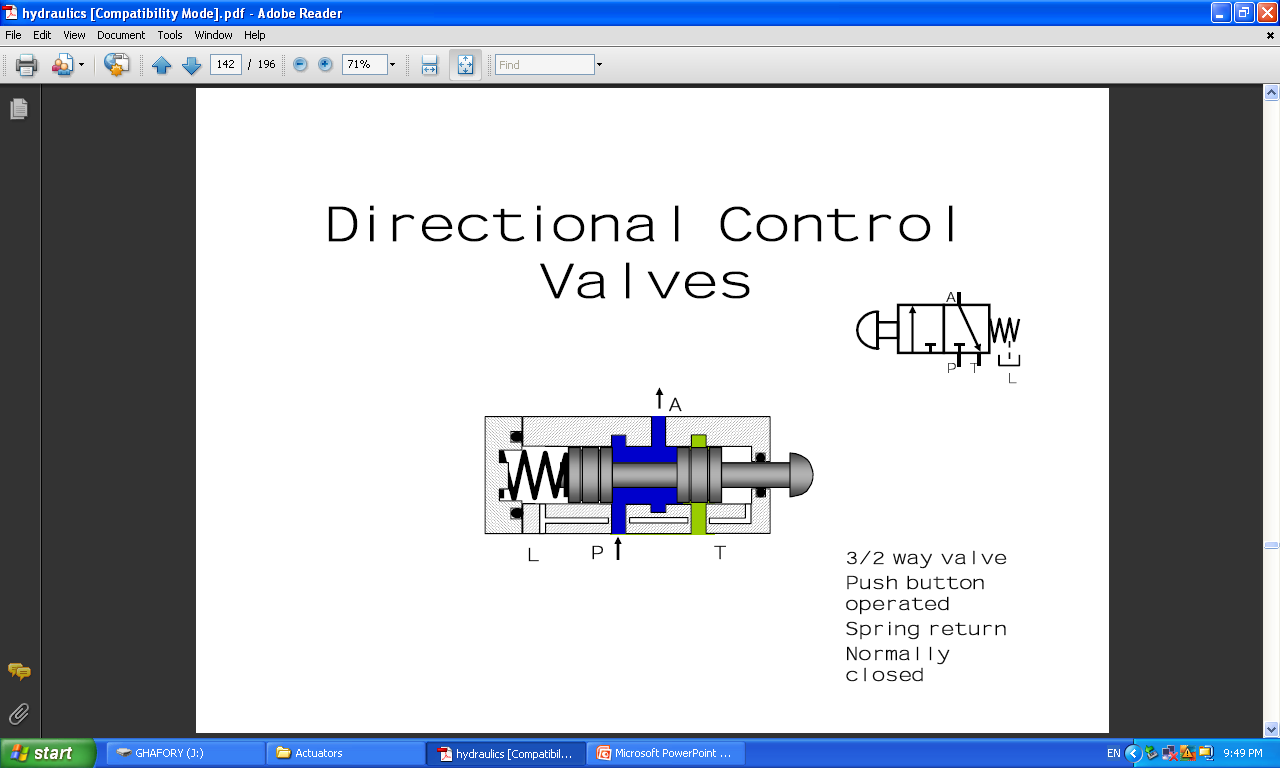 hydraulics [Compatibility Mode].pdf - Adobe Reader
File Edit View Document Tools Window Help
142 / 196 71% Find
Directional Control
Valves
A
P T
L
A
L P T
3/2 way valve
Push button
operated
Spring return
Normally
closed
start GHAFORY (J:) Actuators hydraulics [Compatibil... Microsoft PowerPoint ... EN 9:49 PM